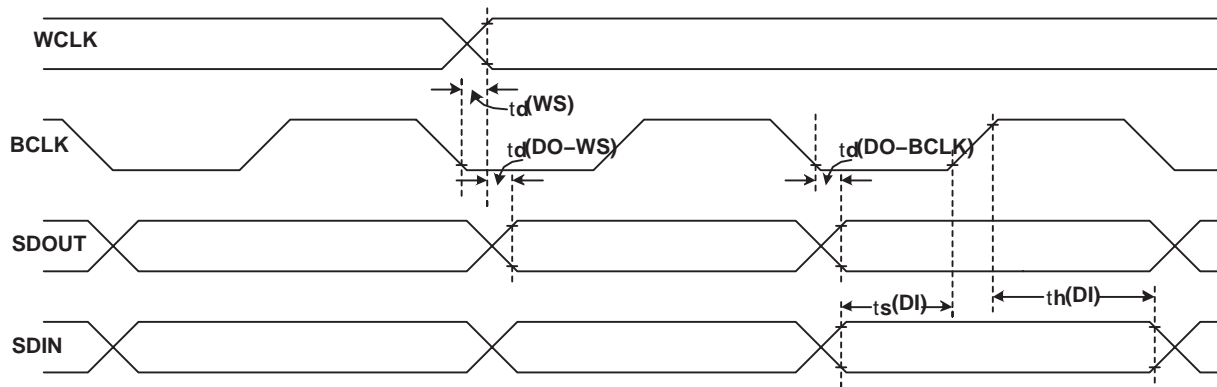 WCLK
td(WS)
BCLK
td(DO−WS)
td(DO−BCLK)
SDOUT
ts(DI)
th(DI)
SDIN